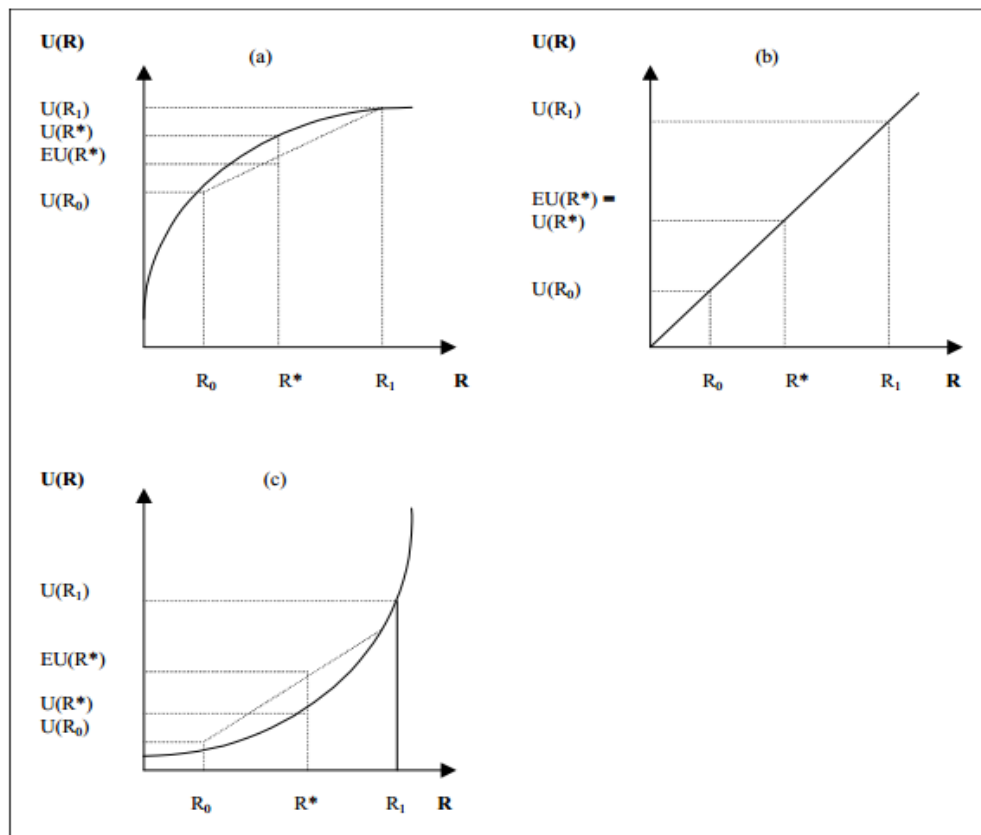 U(R)
(a)
U(R₁)
U(R*)
EU(R*)
U(R₀)
R₀ R* R₁ R
U(R)
(b)
U(R₁)
EU(R*) =
U(R*)
U(R₀)
R₀ R* R₁ R
U(R)
(c)
U(R₁)
EU(R*)
U(R*)
U(R₀)
R₀ R* R₁ R